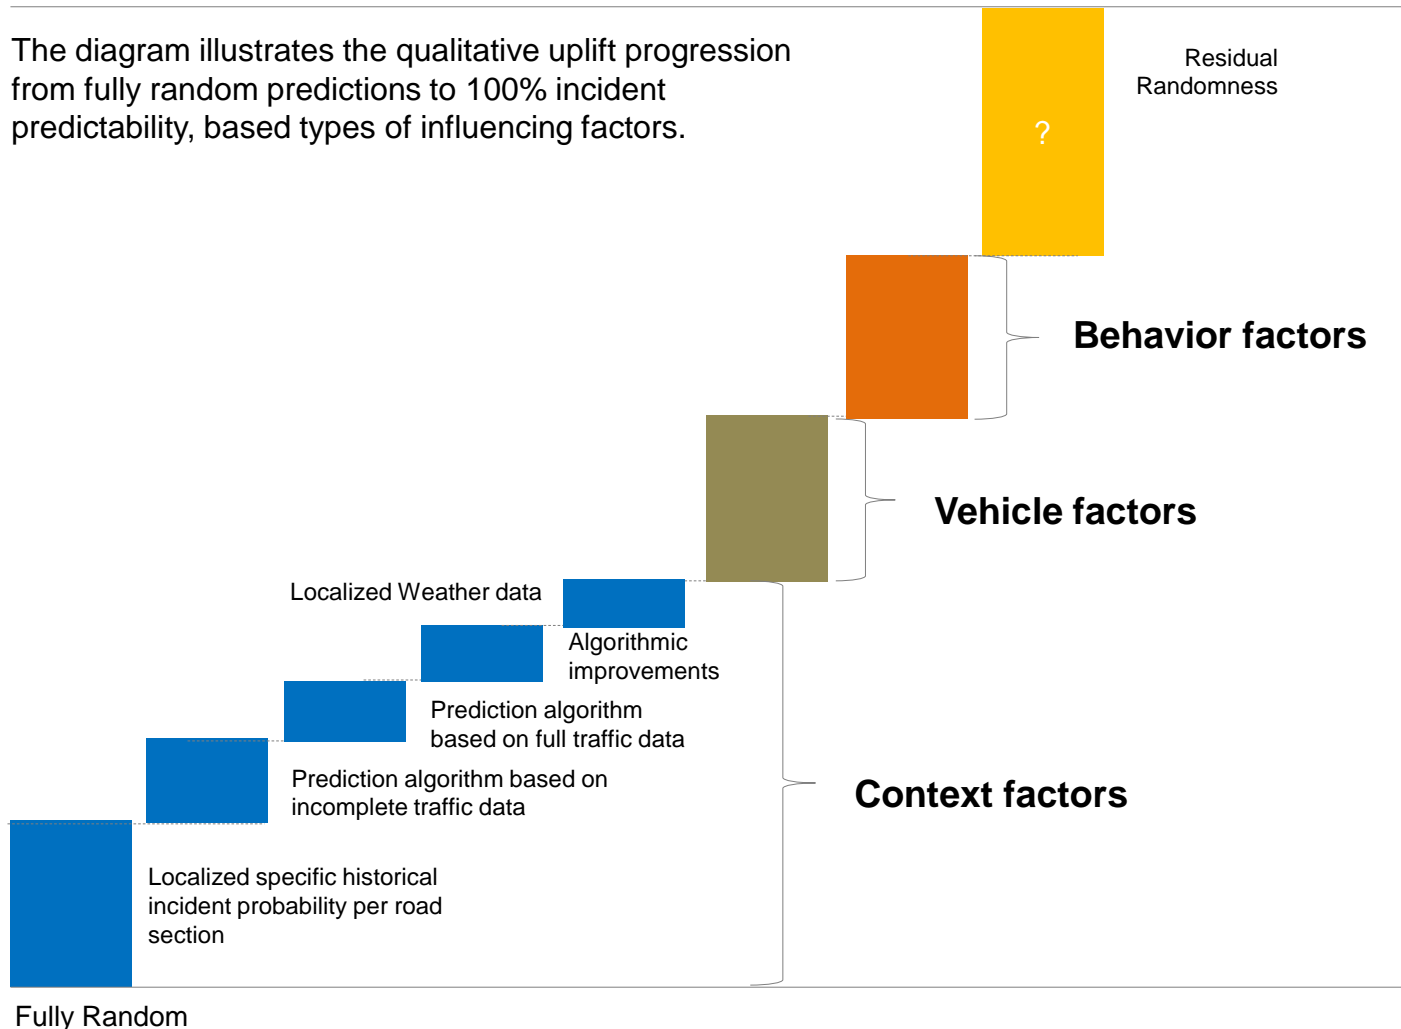 The diagram illustrates the qualitative uplift progression
from fully random predictions to 100% incident
predictability, based types of influencing factors.
Residual
Randomness
?
Behavior factors
Vehicle factors
Localized Weather data
Algorithmic
improvements
Prediction algorithm
based on full traffic data
Prediction algorithm based on
incomplete traffic data
Context factors
Localized specific historical
incident probability per road
section
Fully Random